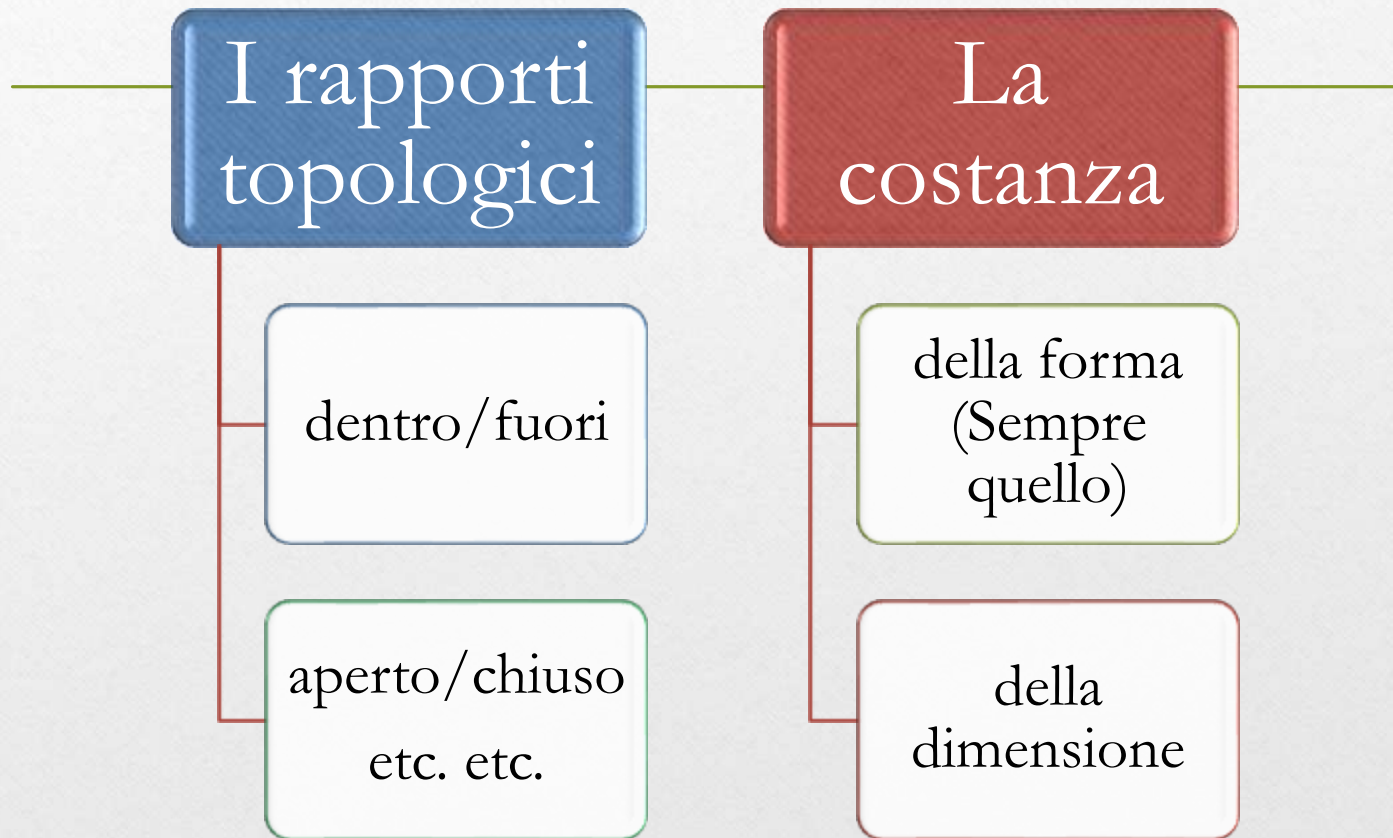 I rapporti
topologici
dentro/fuori
aperto/chiuso
etc. etc.
La
costanza
della forma
(Sempre
quello)
della
dimensione